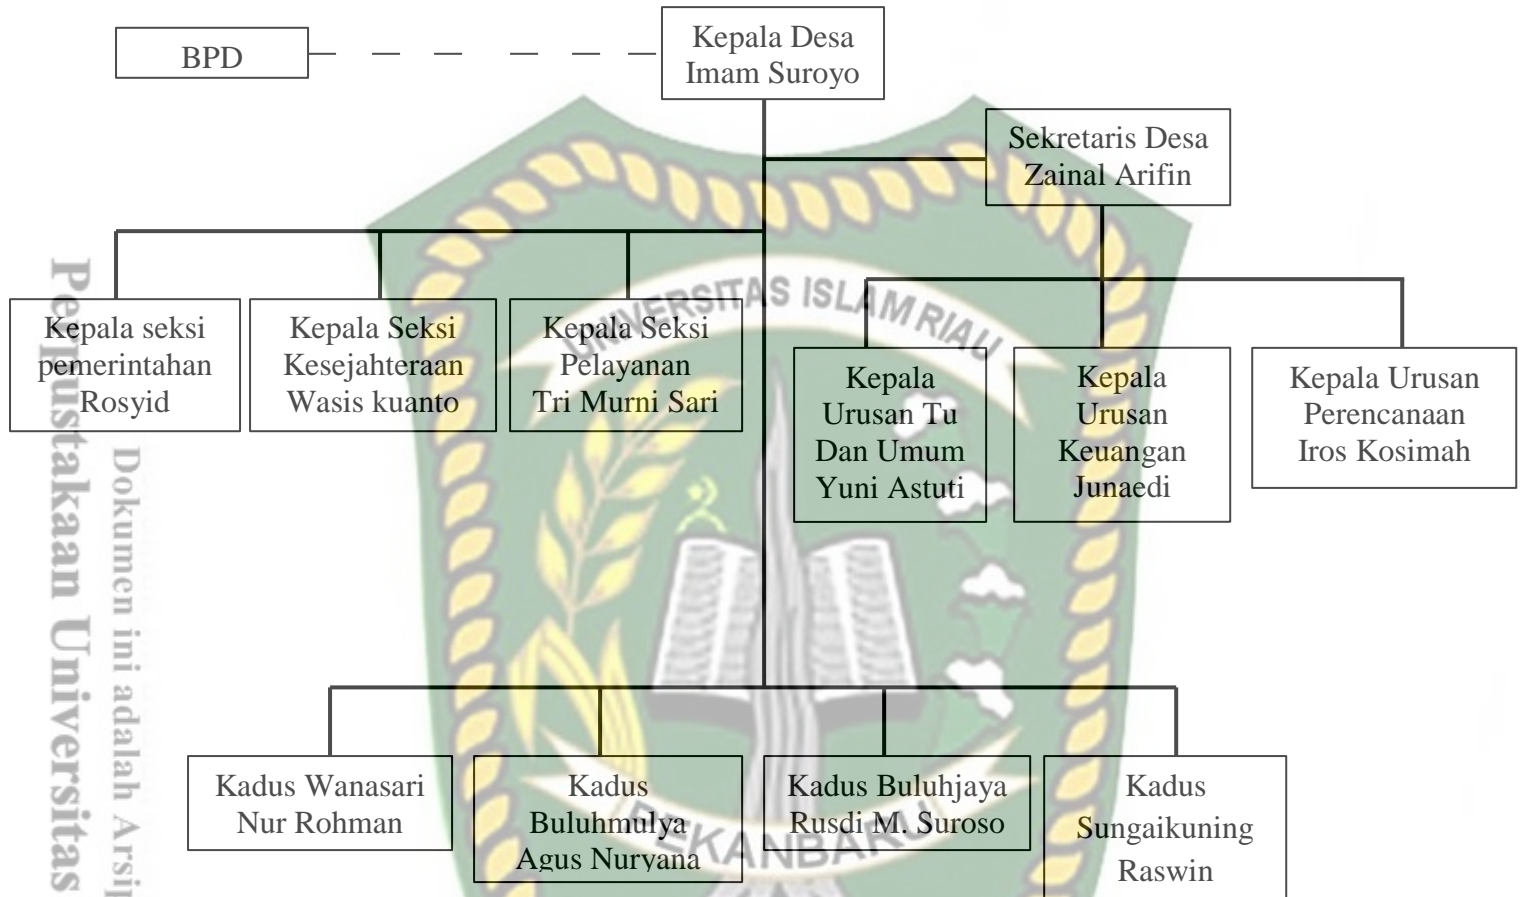 BPD
Kepala Desa
Imam Suroyo
Sekretaris Desa
Zainal Arifin
Kepala seksi
pemerintahan
Rosyid
Kepala Seksi
Kesejahteraan
Wasis kuanto
Kepala Seksi
Pelayanan
Tri Murni Sari
Kepala
Urusan Tu
Dan Umum
Yuni Astuti
Kepala
Urusan
Keuangan
Junaedi
Kepala Urusan
Perencanaan
Iros Kosimah
Kadus Wanasari
Nur Rohman
Kadus
Buluhmulya
Agus Nuryana
Kadus Buluhjaya
Rusdi M. Suroso
Kadus
Sungaikuning
Raswin
UNIVERSITAS ISLAM RIAU
PEKANBARU
Perpustakaan Universitas
Dokumen ini adalah Arsip